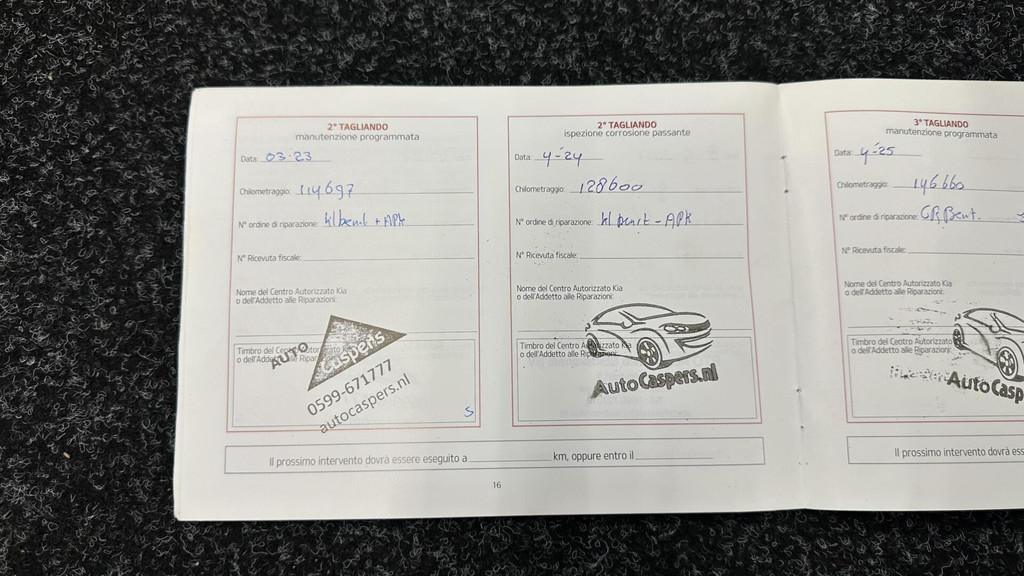 2° TAGLIANDO
manutenzione programmata
Data: 03-23
Chilometraggio: 114697
N° ordine di riparazione: kl beurt + APK
N° Ricevuta fiscale:
Nome del Centro Autorizzato Kia
o dell'Addetto alle Riparazioni:
Timbro del Centro Autorizzato Kia
o dell'Addetto alle Riparazioni:
AUTO Caspers
0599-671777
autocaspers.nl
S
2° TAGLIANDO
ispezione corrosione passante
Data: 4-'24
Chilometraggio: 128600
N° ordine di riparazione: kl beurt - APK
N° Ricevuta fiscale:
Nome del Centro Autorizzato Kia
o dell'Addetto alle Riparazioni:
Timbro del Centro Autorizzato Kia
o dell'Addetto alle
AutoCaspers.nl
Il prossimo intervento dovrà essere eseguito a km, oppure entro il
16
3° TAGLIANDO
manutenzione programmata
Data: 4-'25
Chilometraggio: 146660
N° ordine di riparazione: GR, Beurt.
N° Ricevuta fiscale:
Nome del Centro Autorizzato Kia
o dell'Addetto alle Riparazioni:
Timbro del Centro Autorizzato
o dell'Addetto alle Riparazioni:
AutoCasp
Il prossimo intervento dovrà ess